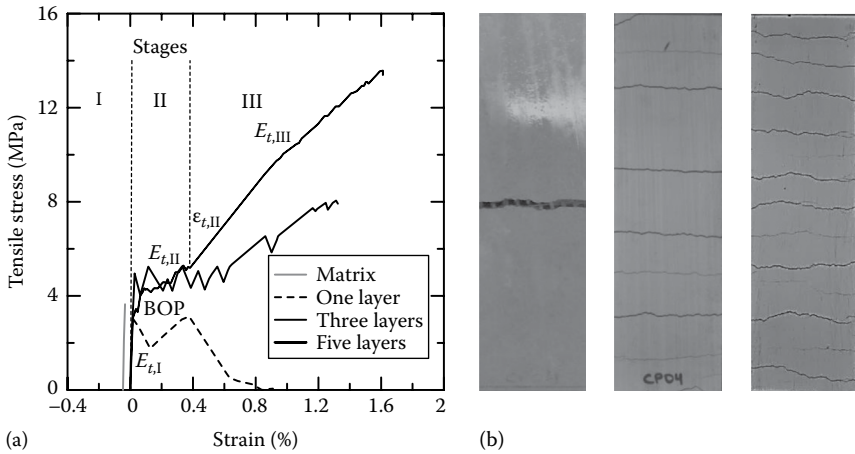 16
12
8
4
0
Tensile stress (MPa)
Stages
I
II
III
E_t,III
ε_t,II
E_t,II
BOP
E_t,I
Matrix
One layer
Three layers
Five layers
−0.4
0
0.4
0.8
1.2
1.6
2
Strain (%)
(a)
CP04
(b)